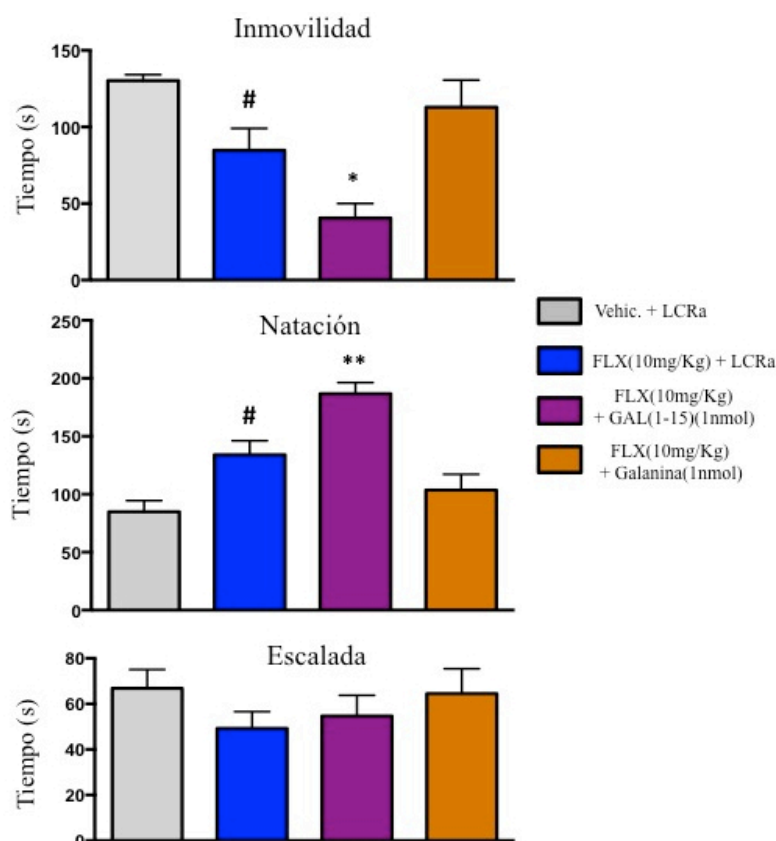 Inmovilidad
150
100
50
0
Tiempo (s)
#
*
Natación
250
200
150
100
50
0
Tiempo (s)
#
**
Escalada
80
60
40
20
0
Tiempo (s)
Vehic. + LCRa
FLX(10mg/Kg) + LCRa
FLX(10mg/Kg)
+ GAL(1-15)(1nmol)
FLX(10mg/Kg)
+ Galanina(1nmol)